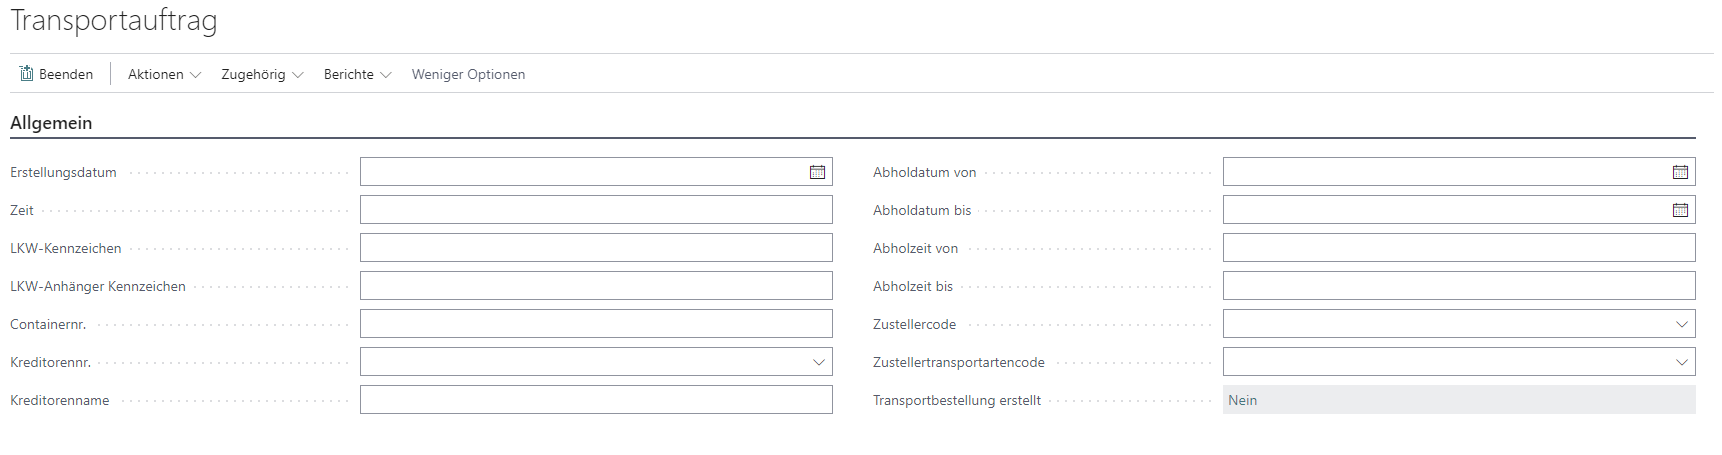 Transportauftrag
Beenden Aktionen Zugehörig Berichte Weniger Optionen
Allgemein
Erstellungsdatum
Zeit
LKW-Kennzeichen
LKW-Anhänger Kennzeichen
Containernr.
Kreditorennr.
Kreditorenname
Abholdatum von
Abholdatum bis
Abholzeit von
Abholzeit bis
Zustellercode
Zustellertransportartencode
Transportbestellung erstellt Nein